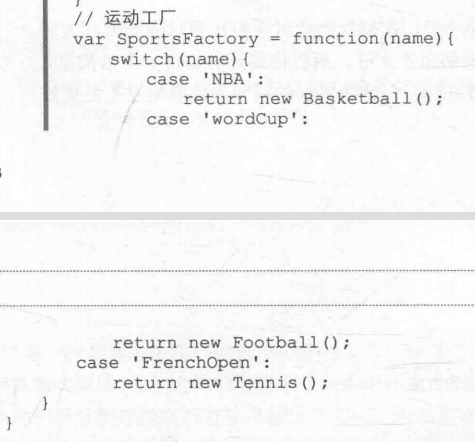 }
// 运动工厂
var SportsFactory = function(name){
switch(name){
case 'NBA':
return new Basketball();
case 'wordCup':
return new Football();
case 'FrenchOpen':
return new Tennis();
}
}